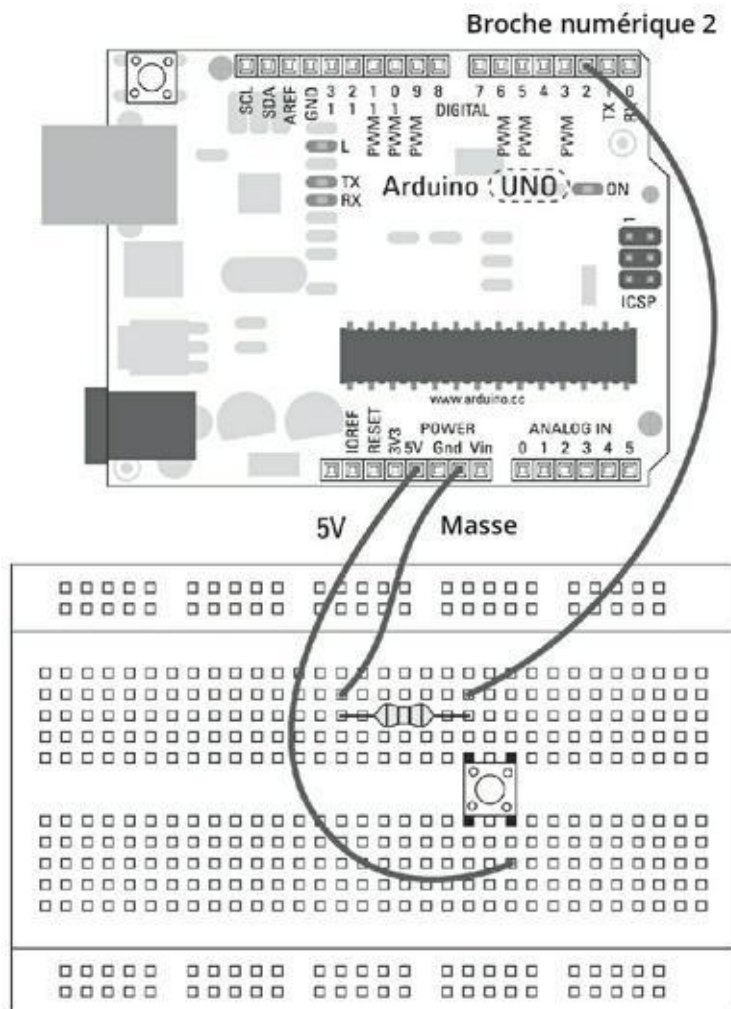 Broche numérique 2
SCL
SDA
AREF
GND
13
12
11
10
9
8
7
6
5
4
3
2
1
0
DIGITAL
PWM
PWM
PWM
PWM
PWM
PWM
TX
RX
L
TX
RX
Arduino UNO
ON
1
ICSP
www.arduino.cc
IOREF
RESET
3V3
POWER
5V Gnd Vin
ANALOG IN
0 1 2 3 4 5
5V
Masse